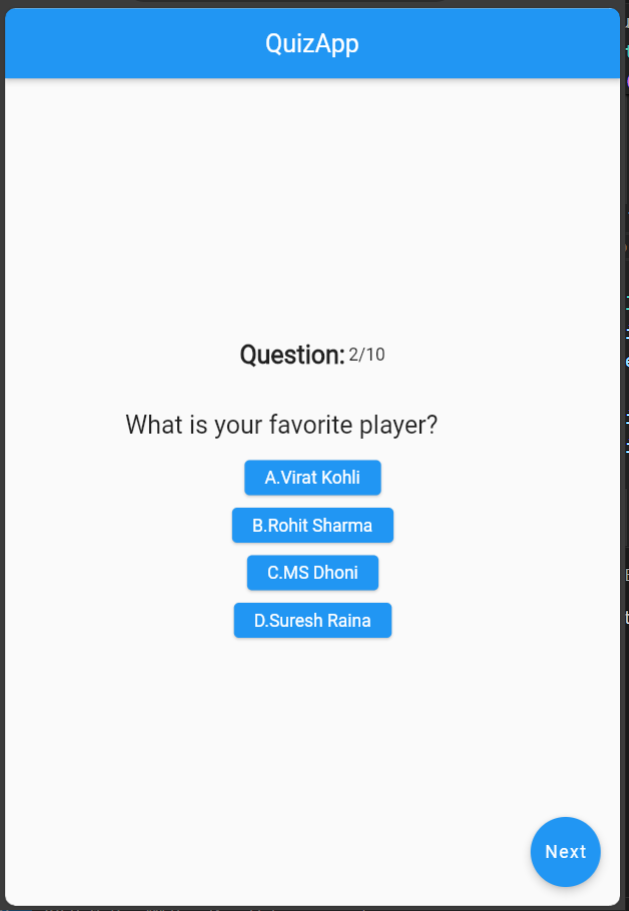 QuizApp
Question: 2/10
What is your favorite player?
A.Virat Kohli
B.Rohit Sharma
C.MS Dhoni
D.Suresh Raina
Next